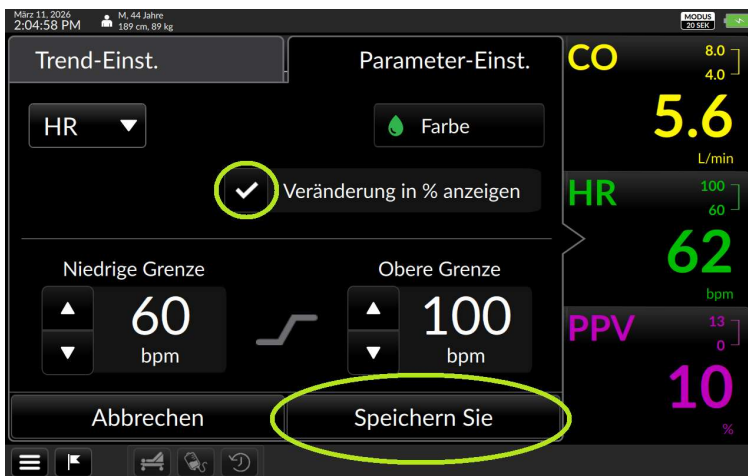 März 11, 2026
2:04:58 PM
M, 44 Jahre
189 cm, 89 kg
MODUS
20 SEK
Trend-Einst.
Parameter-Einst.
HR
Farbe
Veränderung in % anzeigen
Niedrige Grenze
60
bpm
Obere Grenze
100
bpm
Abbrechen
Speichern Sie
CO
8.0
4.0
5.6
L/min
HR
100
60
62
bpm
PPV
13
0
10
%